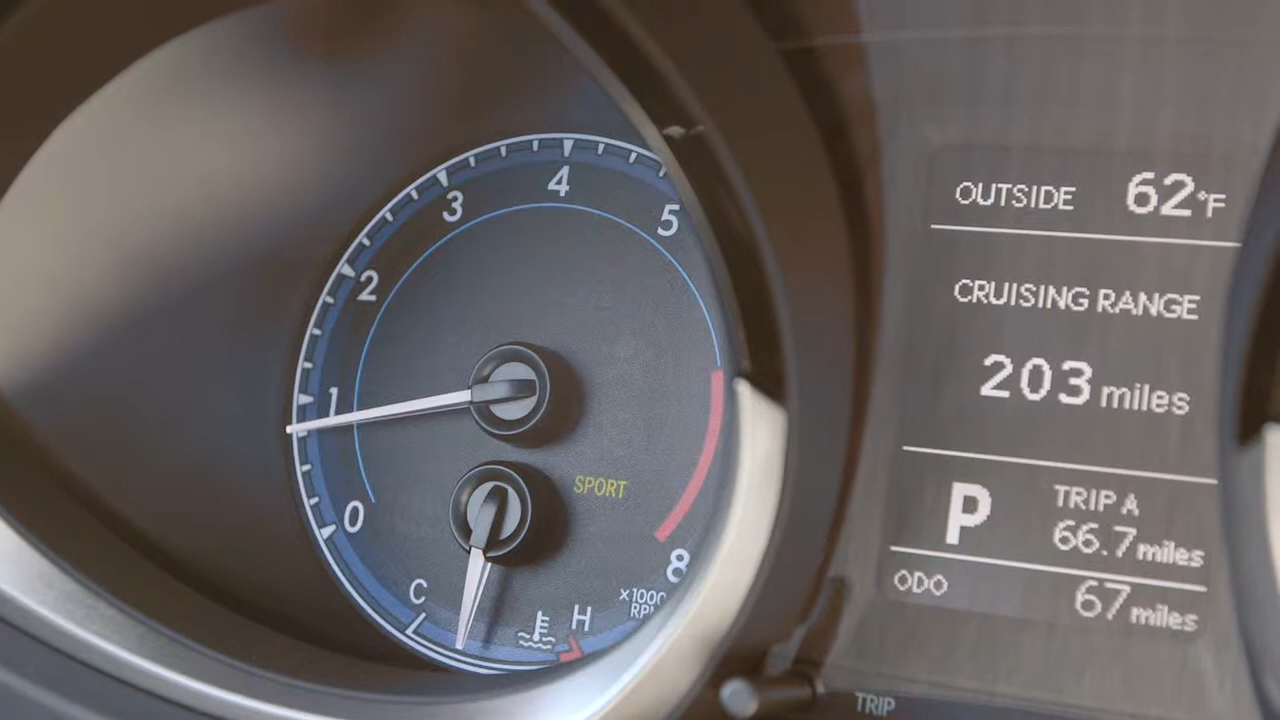 4
3
5
2
1
0
SPORT
8
C
H
×1000
OUTSIDE 62°F
CRUISING RANGE
203 miles
P
TRIP A
66.7 miles
ODO 67 miles
TRIP